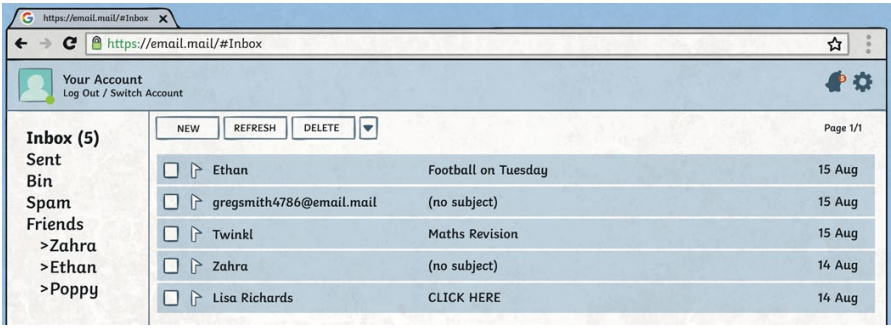 https://email.mail/#Inbox
https://email.mail/#Inbox
Your Account
Log Out / Switch Account
5
Inbox (5)
Sent
Bin
Spam
Friends
>Zahra
>Ethan
>Poppy
NEW REFRESH DELETE Page 1/1
Ethan Football on Tuesday 15 Aug
gregsmith4786@email.mail (no subject) 15 Aug
Twinkl Maths Revision 15 Aug
Zahra (no subject) 14 Aug
Lisa Richards CLICK HERE 14 Aug